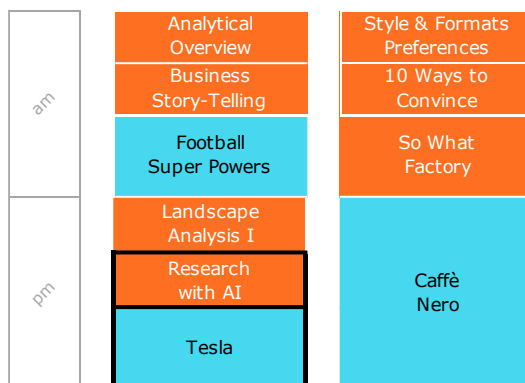 am
Analytical
Overview
Business
Story-Telling
Football
Super Powers
Style & Formats
Preferences
10 Ways to
Convince
So What
Factory
pm
Landscape
Analysis I
Research
with AI
Tesla
Caffè
Nero